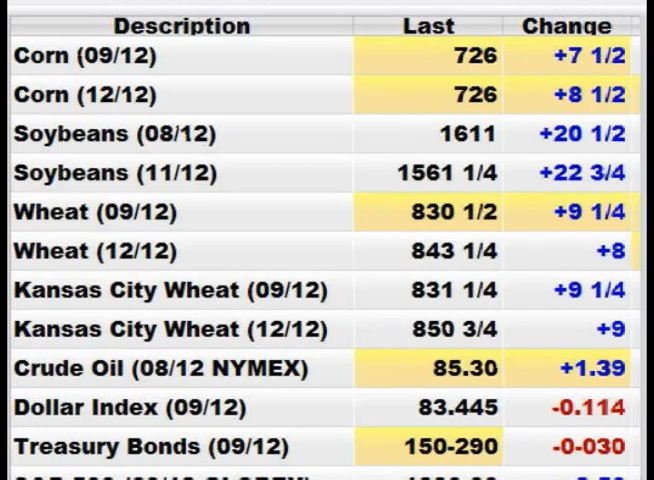 Description Last Change
Corn (09/12) 726 +7 1/2
Corn (12/12) 726 +8 1/2
Soybeans (08/12) 1611 +20 1/2
Soybeans (11/12) 1561 1/4 +22 3/4
Wheat (09/12) 830 1/2 +9 1/4
Wheat (12/12) 843 1/4 +8
Kansas City Wheat (09/12) 831 1/4 +9 1/4
Kansas City Wheat (12/12) 850 3/4 +9
Crude Oil (08/12 NYMEX) 85.30 +1.39
Dollar Index (09/12) 83.445 -0.114
Treasury Bonds (09/12) 150-290 -0-030